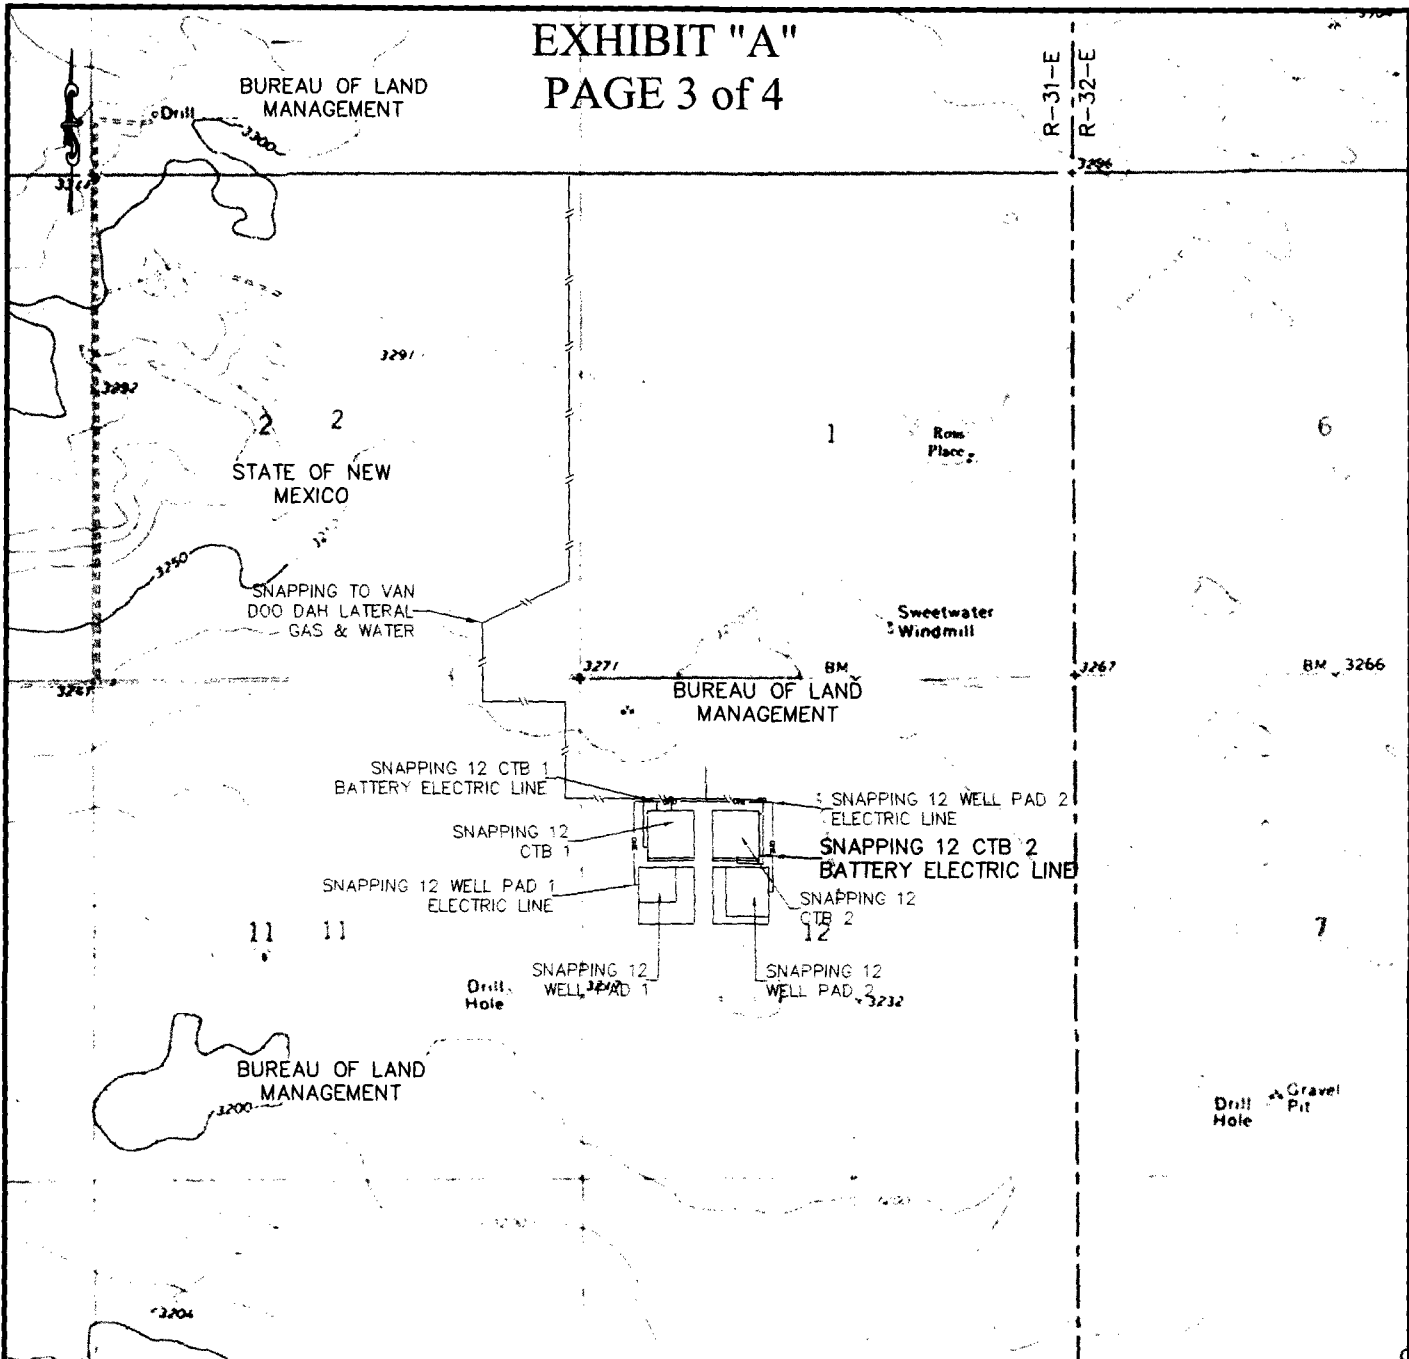 EXHIBIT "A"
PAGE 3 of 4
BUREAU OF LAND
MANAGEMENT
Drill
3300
R-31-E
R-32-E
3296
3292
3291
2
2
1
6
Ross
Place
STATE OF NEW
MEXICO
3250
SNAPPING TO VAN
DOO DAH LATERAL
GAS & WATER
Sweetwater
Windmill
3271
BM
3267
BM 3266
BUREAU OF LAND
MANAGEMENT
SNAPPING 12 CTB 1
BATTERY ELECTRIC LINE
SNAPPING 12 WELL PAD 2
ELECTRIC LINE
SNAPPING 12
CTB 1
SNAPPING 12 CTB 2
BATTERY ELECTRIC LINE
SNAPPING 12 WELL PAD 1
ELECTRIC LINE
SNAPPING 12
CTB 2
11
11
12
7
SNAPPING 12
WELL PAD 1
SNAPPING 12
WELL PAD 2
3232
Drill
Hole
BUREAU OF LAND
MANAGEMENT
3200
Drill
Hole
Gravel
Pit
3204